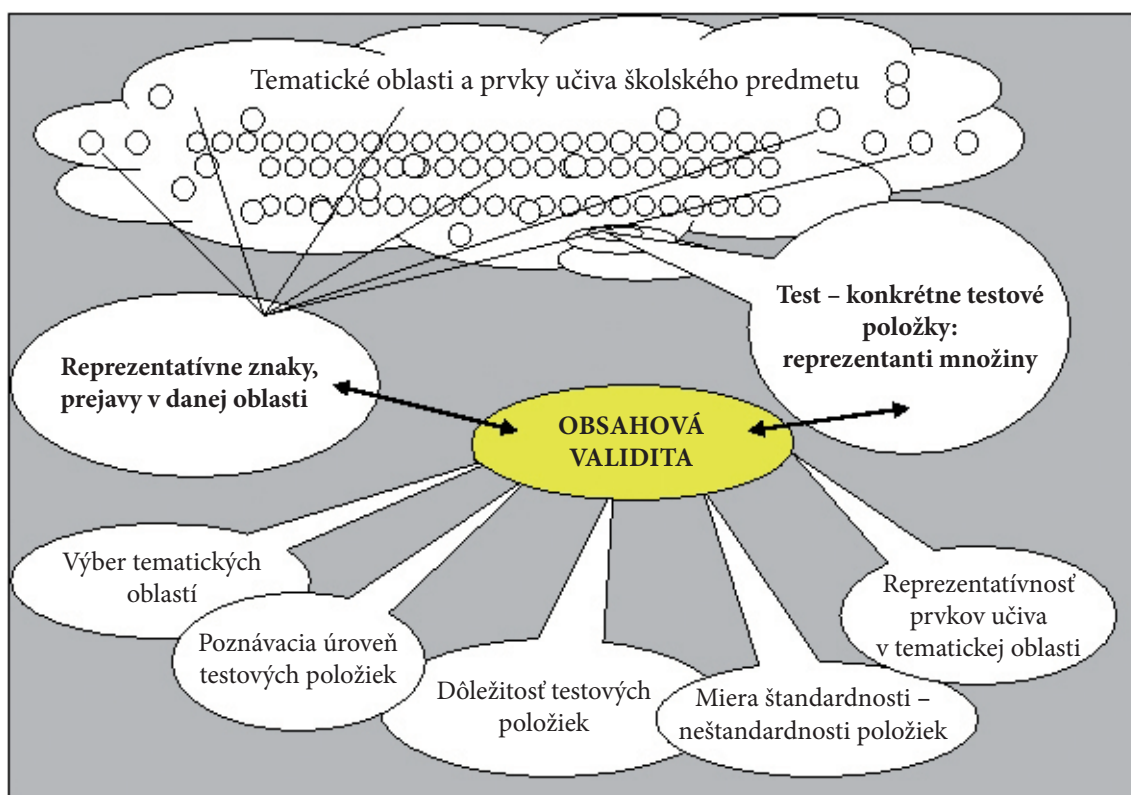 Tematické oblasti a prvky učiva školského predmetu
Test – konkrétne testové
položky:
reprezentanti množiny
Reprezentatívne znaky,
prejavy v danej oblasti
OBSAHOVÁ
VALIDITA
Výber tematických
oblastí
Poznávacia úroveň
testových položiek
Dôležitosť testových
položiek
Miera štandardnosti –
neštandardnosti položiek
Reprezentatívnosť
prvkov učiva
v tematickej oblasti